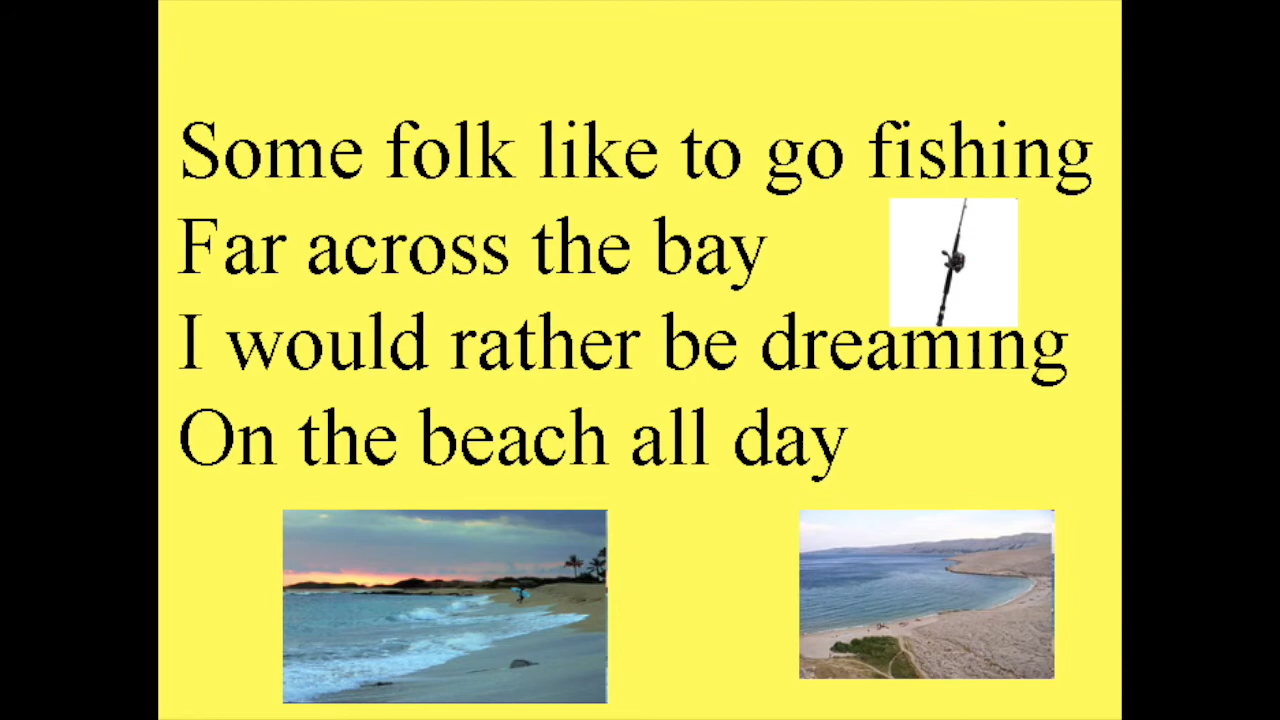 Some folk like to go fishing
Far across the bay
I would rather be dreaming
On the beach all day